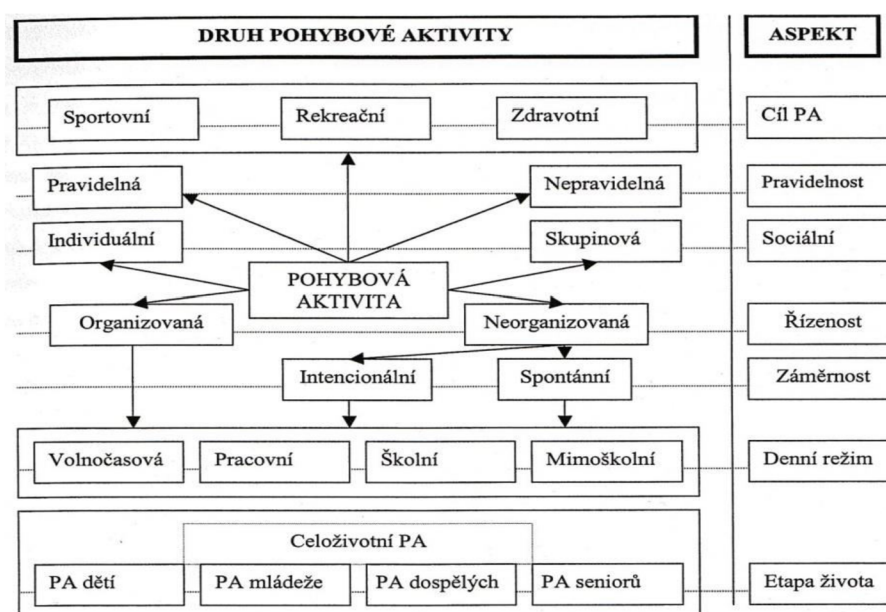 DRUH POHYBOVÉ AKTIVITY
ASPEKT
Sportovní
Rekreační
Zdravotní
Cíl PA
Pravidelná
Nepravidelná
Pravidelnost
Individuální
Skupinová
Sociální
POHYBOVÁ
AKTIVITA
Organizovaná
Neorganizovaná
Řízenost
Intencionální
Spontánní
Záměrnost
Volnočasová
Pracovní
Školní
Mimoškolní
Denní režim
Celoživotní PA
PA dětí
PA mládeže
PA dospělých
PA seniorů
Etapa života